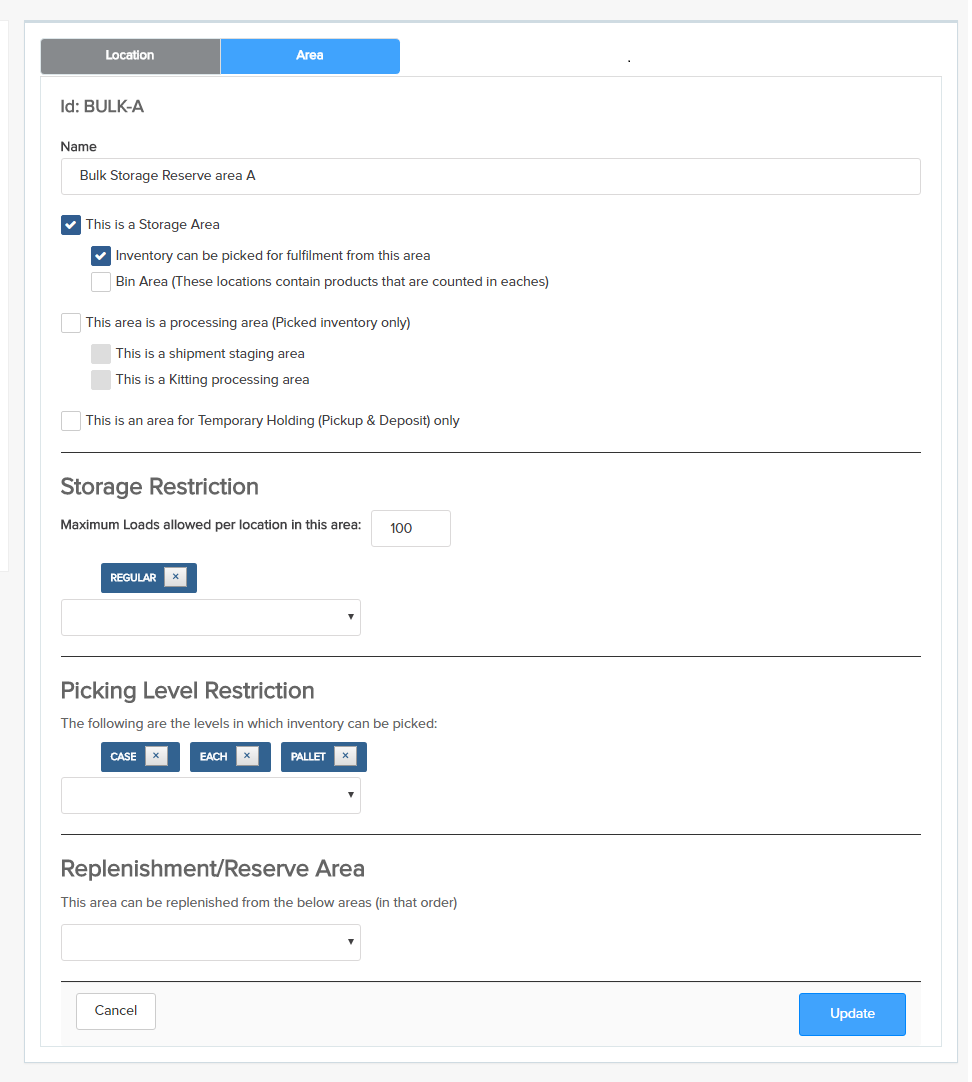 Location
Area
.
Id: BULK-A
Name
Bulk Storage Reserve area A
This is a Storage Area
Inventory can be picked for fulfilment from this area
Bin Area (These locations contain products that are counted in eaches)
This area is a processing area (Picked inventory only)
This is a shipment staging area
This is a Kitting processing area
This is an area for Temporary Holding (Pickup & Deposit) only
Storage Restriction
Maximum Loads allowed per location in this area: 100
REGULAR ×
Picking Level Restriction
The following are the levels in which inventory can be picked:
CASE × EACH × PALLET ×
Replenishment/Reserve Area
This area can be replenished from the below areas (in that order)
Cancel
Update